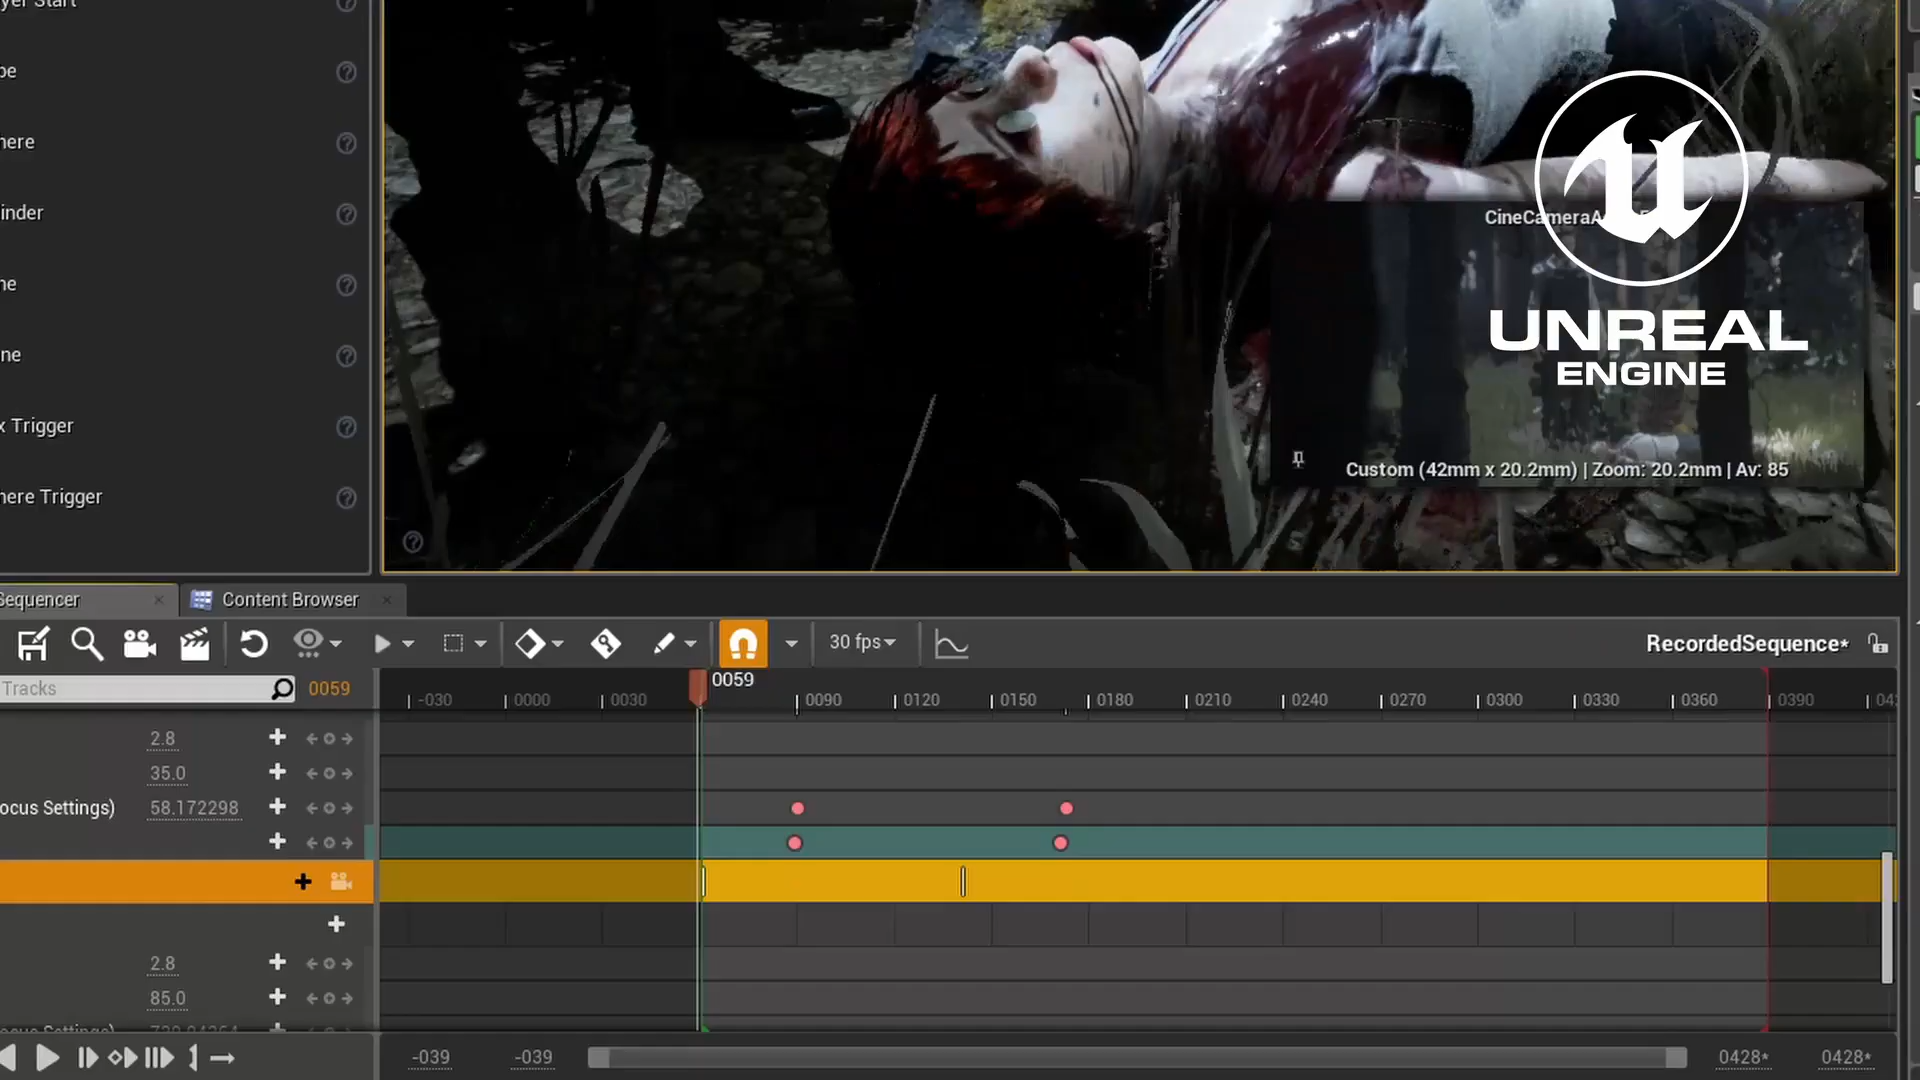 yer Start
be
here
inder
ne
ne
x Trigger
here Trigger
UNREAL
ENGINE
Custom (42mm x 20.2mm) | Zoom: 20.2mm | Av: 85
Sequencer
Content Browser
30 fps
RecordedSequence*
Tracks
0059
0059
-030
0000
0030
0090
0120
0150
0180
0210
0240
0270
0300
0330
0360
0390
2.8
35.0
ocus Settings)
58.172298
2.8
85.0
-039
-039
0428*
0428*